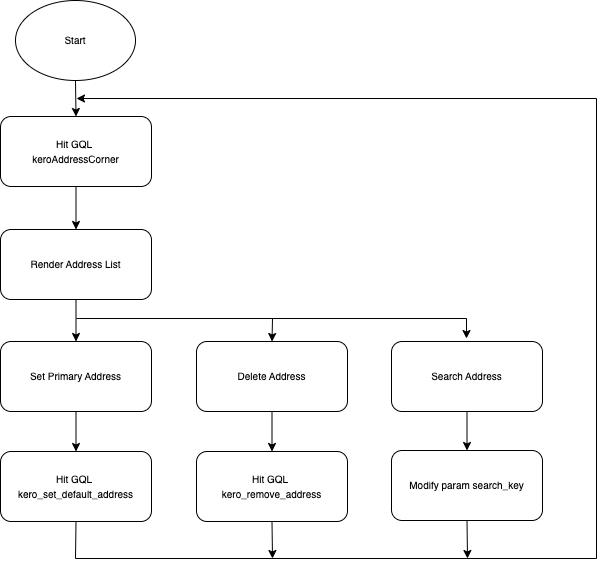 Start
Hit GQL
keroAddressCorner
Render Address List
Set Primary Address
Delete Address
Search Address
Hit GQL
kero_set_default_address
Hit GQL
kero_remove_address
Modify param search_key